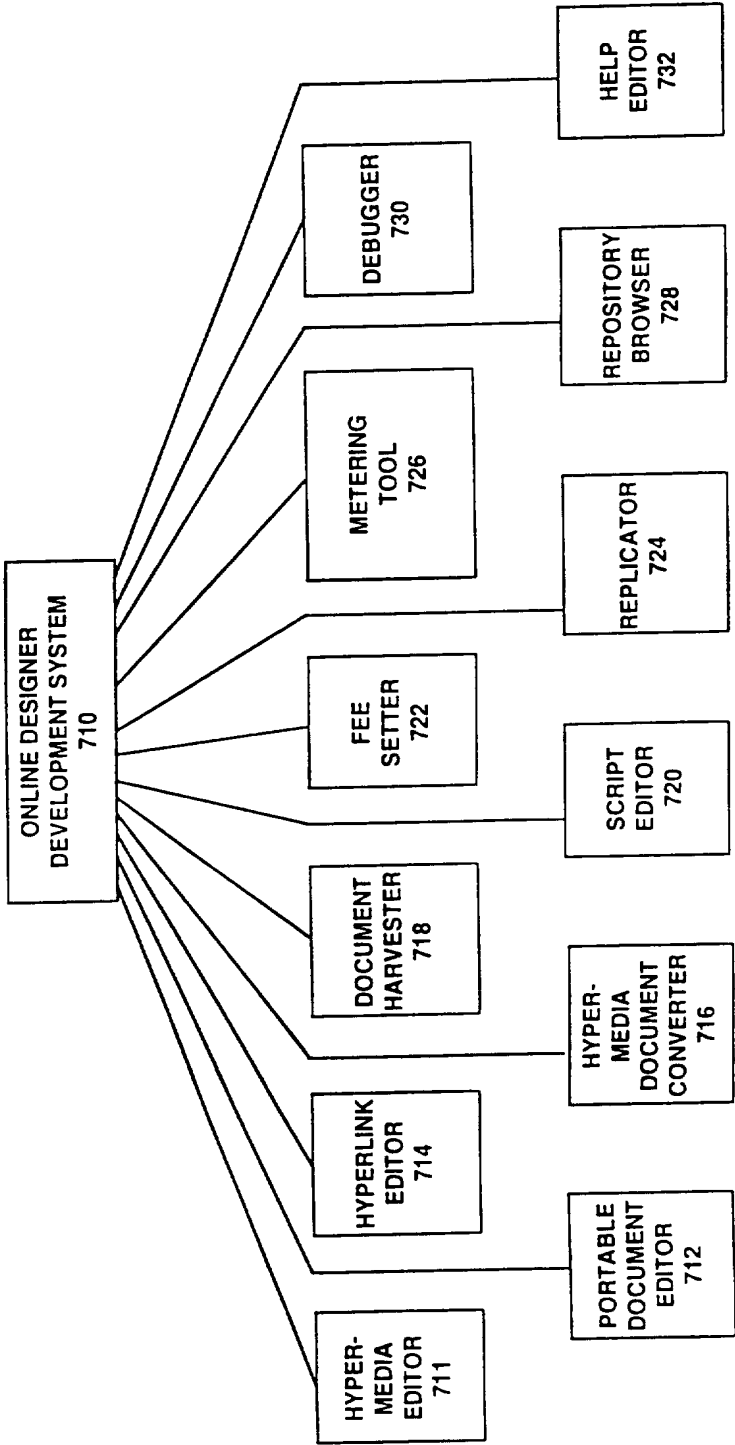 ONLINE DESIGNER
DEVELOPMENT SYSTEM
710
HYPER-
MEDIA
EDITOR
711
HYPERLINK
EDITOR
714
DOCUMENT
HARVESTER
718
FEE
SETTER
722
METERING
TOOL
726
DEBUGGER
730
PORTABLE
DOCUMENT
EDITOR
712
HYPER-
MEDIA
DOCUMENT
CONVERTER
716
SCRIPT
EDITOR
720
REPLICATOR
724
REPOSITORY
BROWSER
728
HELP
EDITOR
732